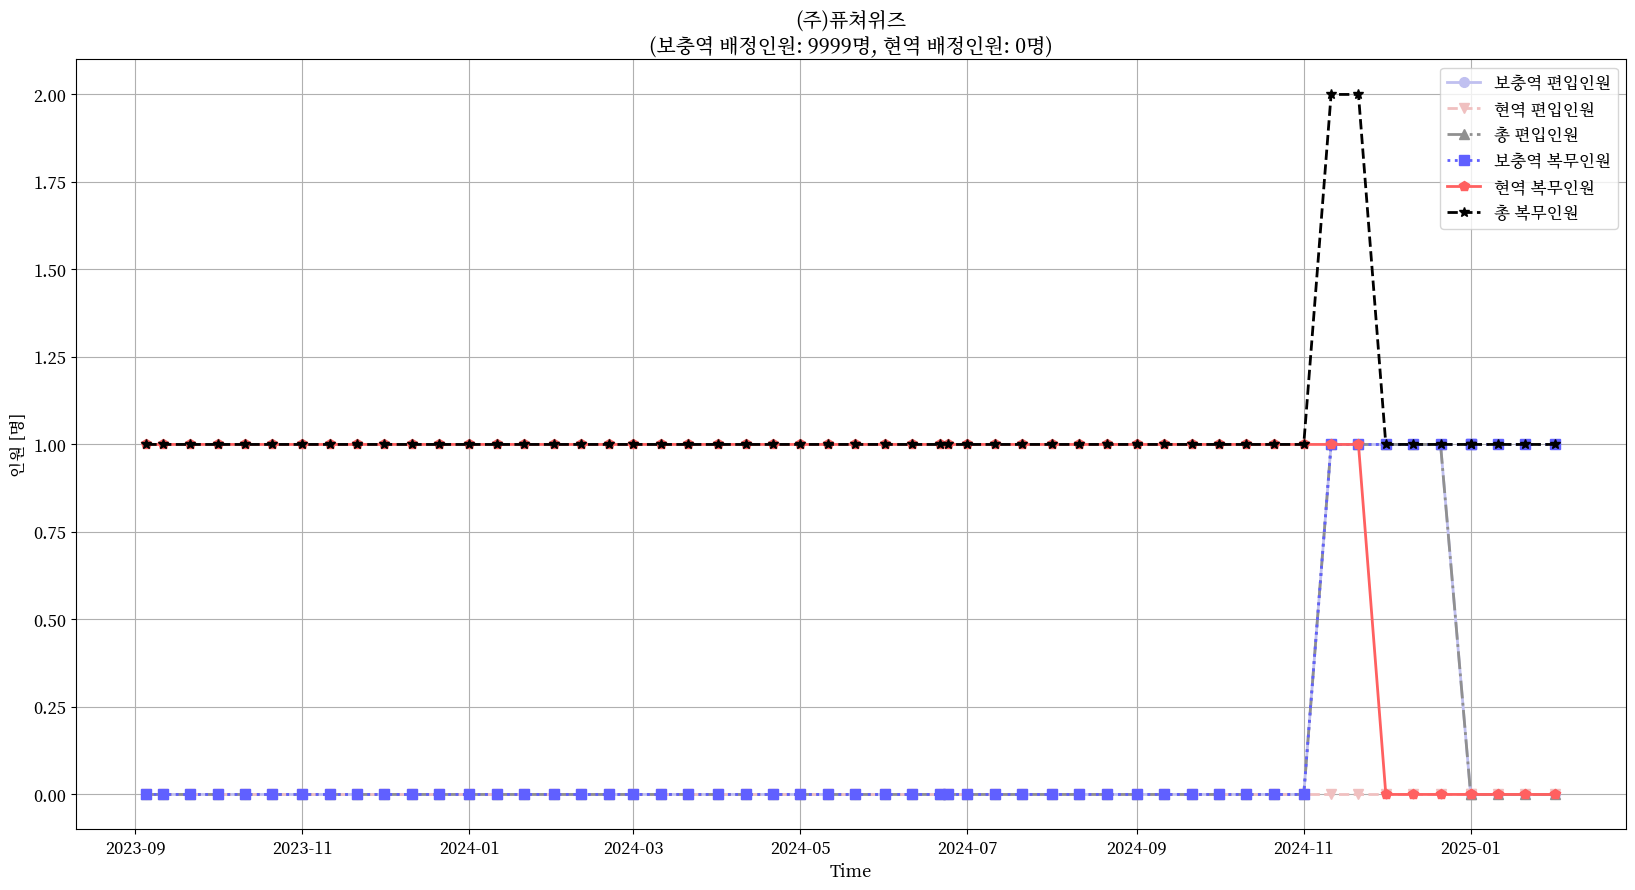 (주)퓨쳐위즈
(보충역 배정인원: 9999명, 현역 배정인원: 0명)
보충역 편입인원
현역 편입인원
총 편입인원
보충역 복무인원
현역 복무인원
총 복무인원
인원 [명]
2.00
1.75
1.50
1.25
1.00
0.75
0.50
0.25
0.00
2023-09 2023-11 2024-01 2024-03 2024-05 2024-07 2024-09 2024-11 2025-01
Time